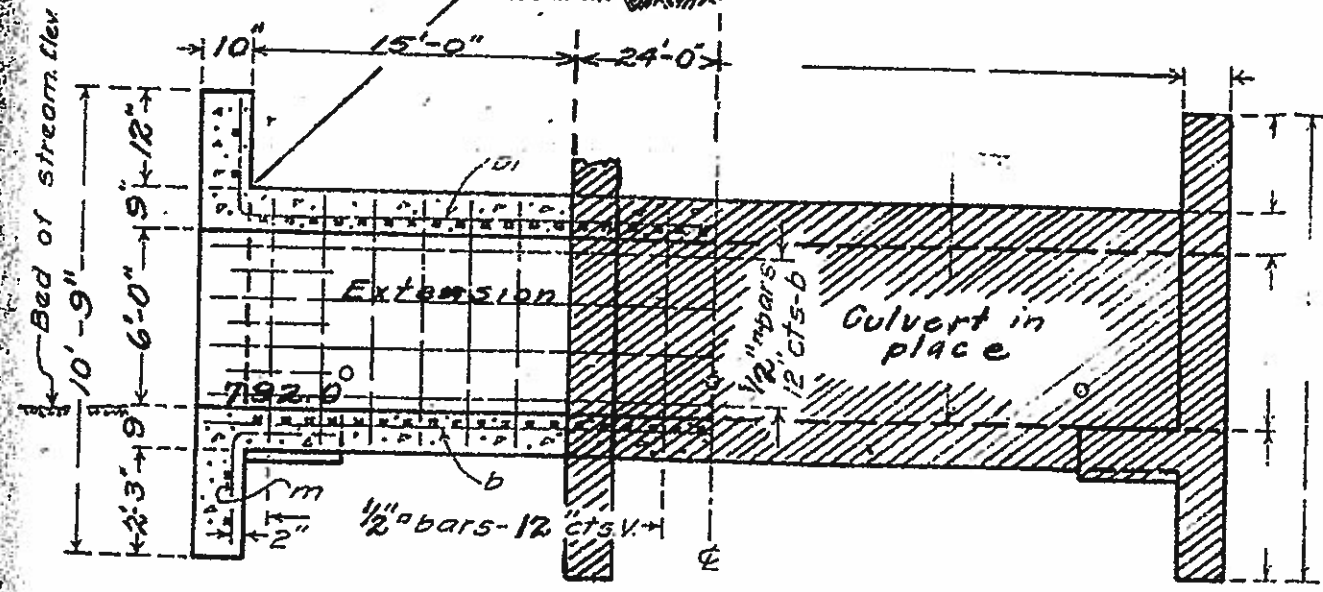 10"
15'-0"
24'-0"
Bed of stream. Elev.
10'-9"
12"
9"
6'-0"
9"
2'-3"
Extension
792.0
1/2"ᵒ bars
12" cts-b
Culvert in
place
b
m
2"
1/2"ᵒ bars-12" cts.V.
℄